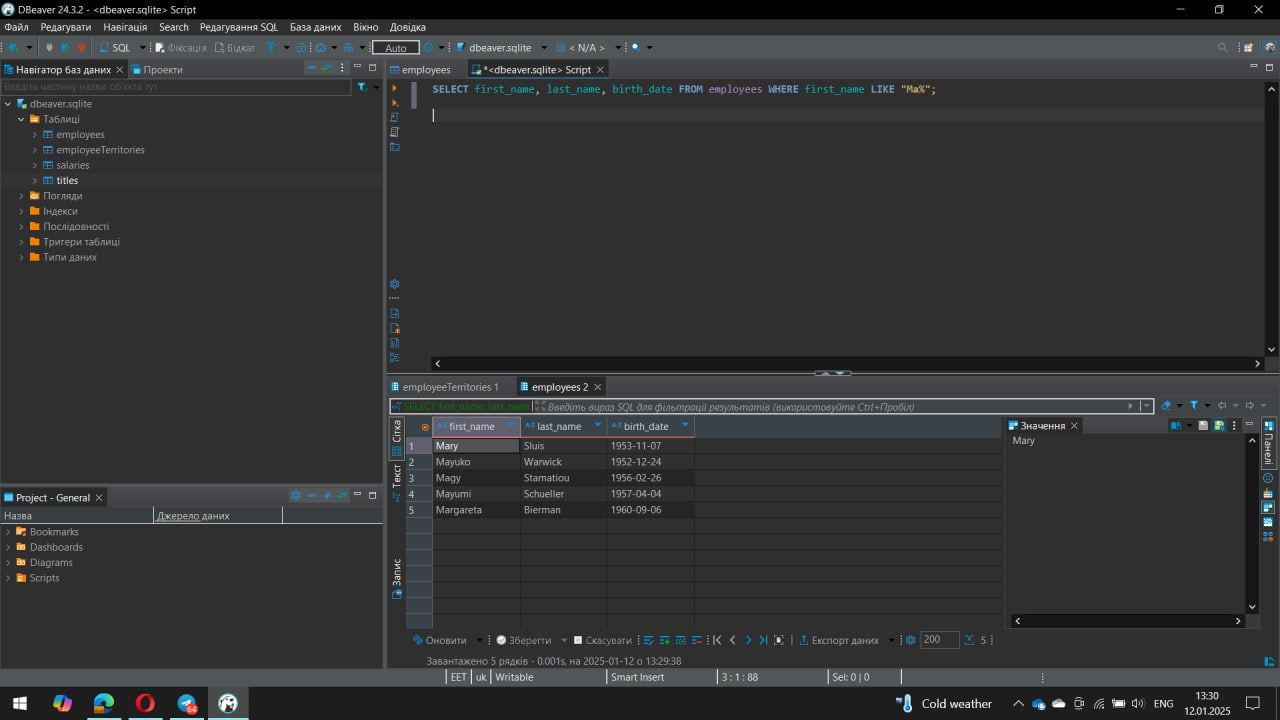 DBeaver 24.3.2 - <dbeaver.sqlite> Script
Файл Редагувати Навігація Search Редагування SQL База даних Вікно Довідка
SQL Фіксація Відкат Auto dbeaver.sqlite < N/A >
Навігатор баз даних Проекти
Введіть частину назви об'єкта тут
dbeaver.sqlite
Таблиці
employees
employeeTerritories
salaries
titles
Погляди
Індекси
Послідовності
Тригери таблиці
Типи даних
Project - General
Назва Джерело даних
Bookmarks
Dashboards
Diagrams
Scripts
employees *<dbeaver.sqlite> Script
SELECT first_name, last_name, birth_date FROM employees WHERE first_name LIKE "Ma%";
employeeTerritories 1 employees 2
SELECT first_name, last_name Введіть вираз SQL для фільтрації результатів (використовуйте Ctrl+Пробіл)
Сітка
Текст
Запис
first_name last_name birth_date
1 Mary Sluis 1953-11-07
2 Mayuko Warwick 1952-12-24
3 Magy Stamatiou 1956-02-26
4 Mayumi Schueller 1957-04-04
5 Margareta Bierman 1960-09-06
Значення
Mary
Панелі
Оновити Зберегти Скасувати Експорт даних 200 5
Завантажено 5 рядків - 0.001s, на 2025-01-12 о 13:29:38
EET uk Writable Smart Insert 3 : 1 : 88 Sel: 0 | 0
64
Cold weather ENG 13:30
12.01.2025